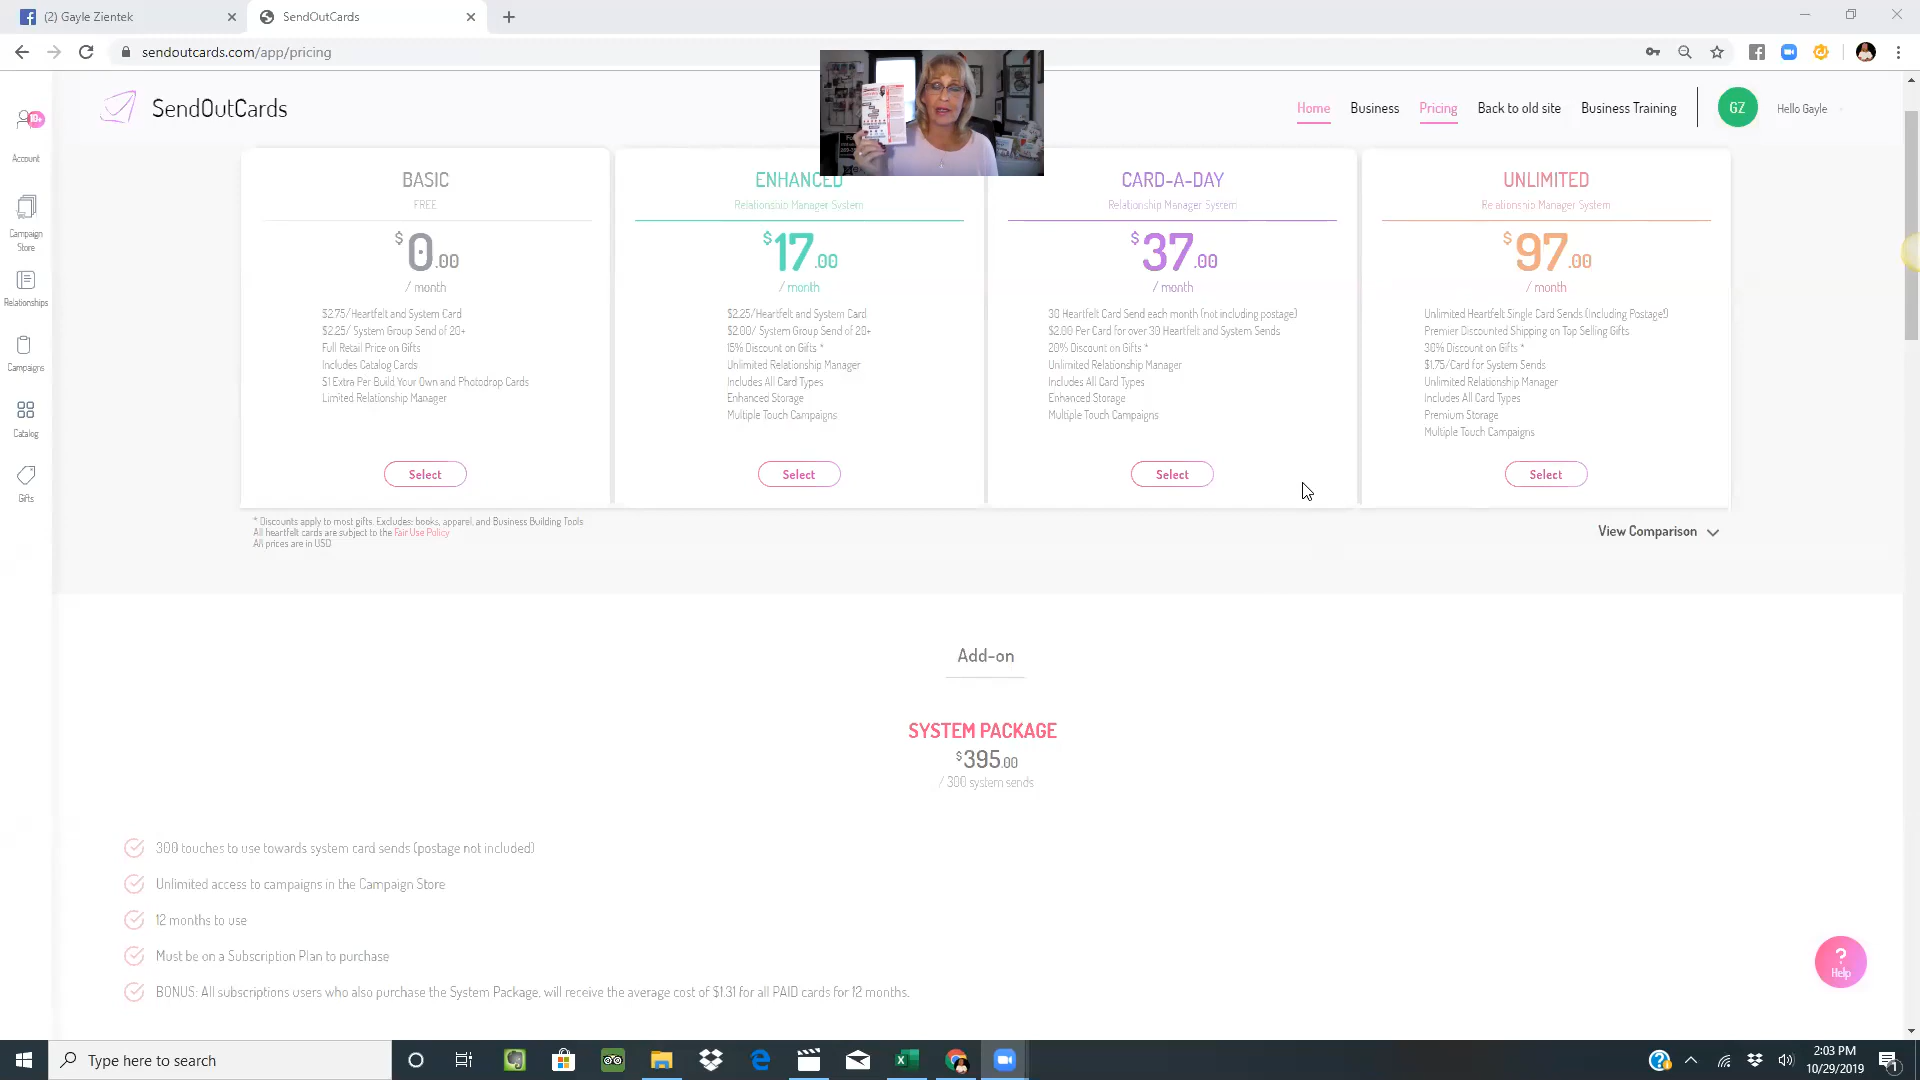 (2) Gayle Zientek
SendOutCards
sendoutcards.com/app/pricing
SendOutCards
Home
Business
Pricing
Back to old site
Business Training
GZ
Hello Gayle
Account
Campaign
Store
Relationships
Campaigns
Catalog
Gifts
BASIC
FREE
$0.00
/ month
$2.75/Heartfelt and System Card
$2.25/ System Group Send of 20+
Full Retail Price on Gifts
Includes Catalog Cards
$1 Extra Per Build Your Own and Photodrop Cards
Limited Relationship Manager
Select
ENHANCED
Relationship Manager System
$17.00
/ month
$2.25/Heartfelt and System Card
$2.00/ System Group Send of 20+
15% Discount on Gifts *
Unlimited Relationship Manager
Includes All Card Types
Enhanced Storage
Multiple Touch Campaigns
Select
CARD-A-DAY
Relationship Manager System
$37.00
/ month
30 Heartfelt Card Send each month (not including postage)
$2.00 Per Card for over 30 Heartfelt and System Sends
20% Discount on Gifts *
Unlimited Relationship Manager
Includes All Card Types
Enhanced Storage
Multiple Touch Campaigns
Select
UNLIMITED
Relationship Manager System
$97.00
/ month
Unlimited Heartfelt Single Card Sends (Including Postage!)
Premier Discounted Shipping on Top Selling Gifts
30% Discount on Gifts *
$1.75/Card for System Sends
Unlimited Relationship Manager
Includes All Card Types
Premium Storage
Multiple Touch Campaigns
Select
* Discounts apply to most gifts. Excludes: books, apparel, and Business Building Tools
All heartfelt cards are subject to the Fair Use Policy
All prices are in USD
View Comparison
Add-on
SYSTEM PACKAGE
$395.00
/ 300 system sends
300 touches to use towards system card sends (postage not included)
Unlimited access to campaigns in the Campaign Store
12 months to use
Must be on a Subscription Plan to purchase
BONUS: All subscriptions users who also purchase the System Package, will receive the average cost of $1.31 for all PAID cards for 12 months.
?
Help
Type here to search
2:03 PM
10/29/2019